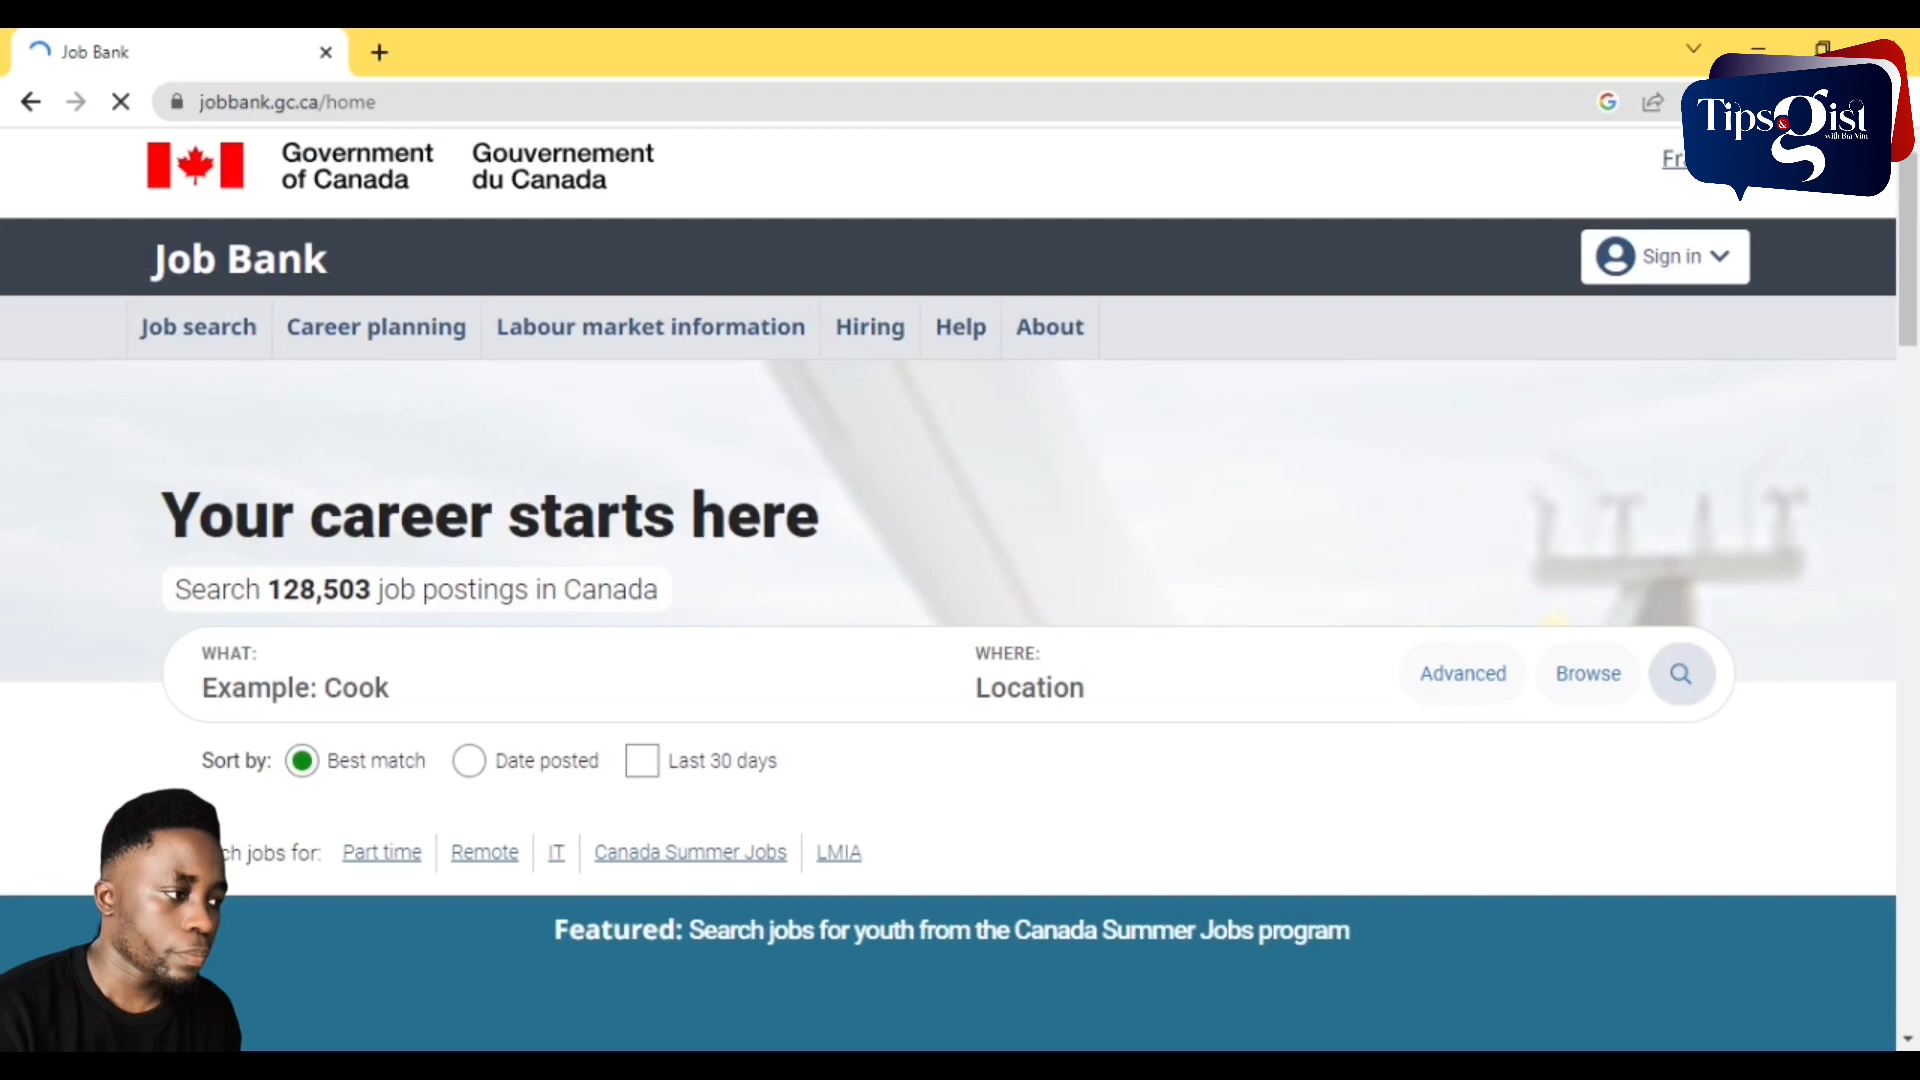 Job Bank
jobbank.gc.ca/home
Tips & gist
with Bra Vim
Government
of Canada
Gouvernement
du Canada
Job Bank
Sign in
Job search Career planning Labour market information Hiring Help About
Your career starts here
Search 128,503 job postings in Canada
WHAT:
Example: Cook
WHERE:
Location
Advanced Browse
Sort by: Best match Date posted Last 30 days
jobs for: Part time Remote IT Canada Summer Jobs LMIA
Featured: Search jobs for youth from the Canada Summer Jobs program